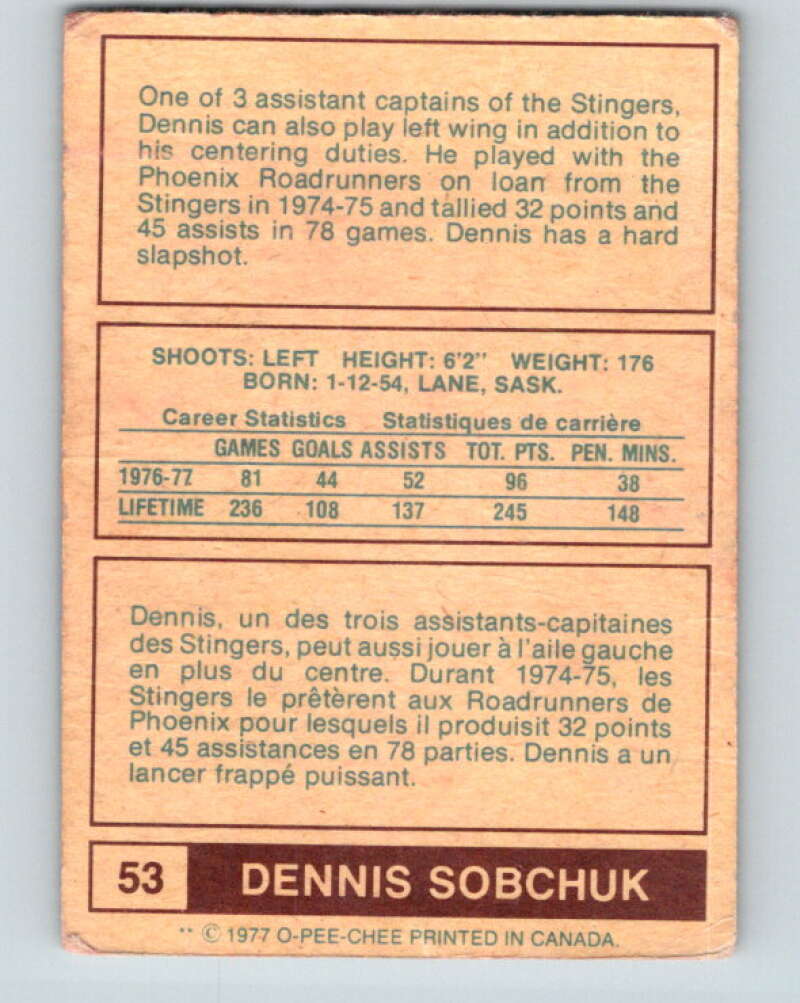 One of 3 assistant captains of the Stingers,
Dennis can also play left wing in addition to
his centering duties. He played with the
Phoenix Roadrunners on loan from the
Stingers in 1974-75 and tallied 32 points and
45 assists in 78 games. Dennis has a hard
slapshot.
SHOOTS: LEFT HEIGHT: 6'2" WEIGHT: 176
BORN: 1-12-54, LANE, SASK.
Career Statistics Statistiques de carrière
GAMES GOALS ASSISTS TOT. PTS. PEN. MINS.
1976-77 81 44 52 96 38
LIFETIME 236 108 137 245 148
Dennis, un des trois assistants-capitaines
des Stingers, peut aussi jouer à l'aile gauche
en plus du centre. Durant 1974-75, les
Stingers le prêtèrent aux Roadrunners de
Phoenix pour lesquels il produisit 32 points
et 45 assistances en 78 parties. Dennis a un
lancer frappé puissant.
53 DENNIS SOBCHUK
** © 1977 O-PEE-CHEE PRINTED IN CANADA.